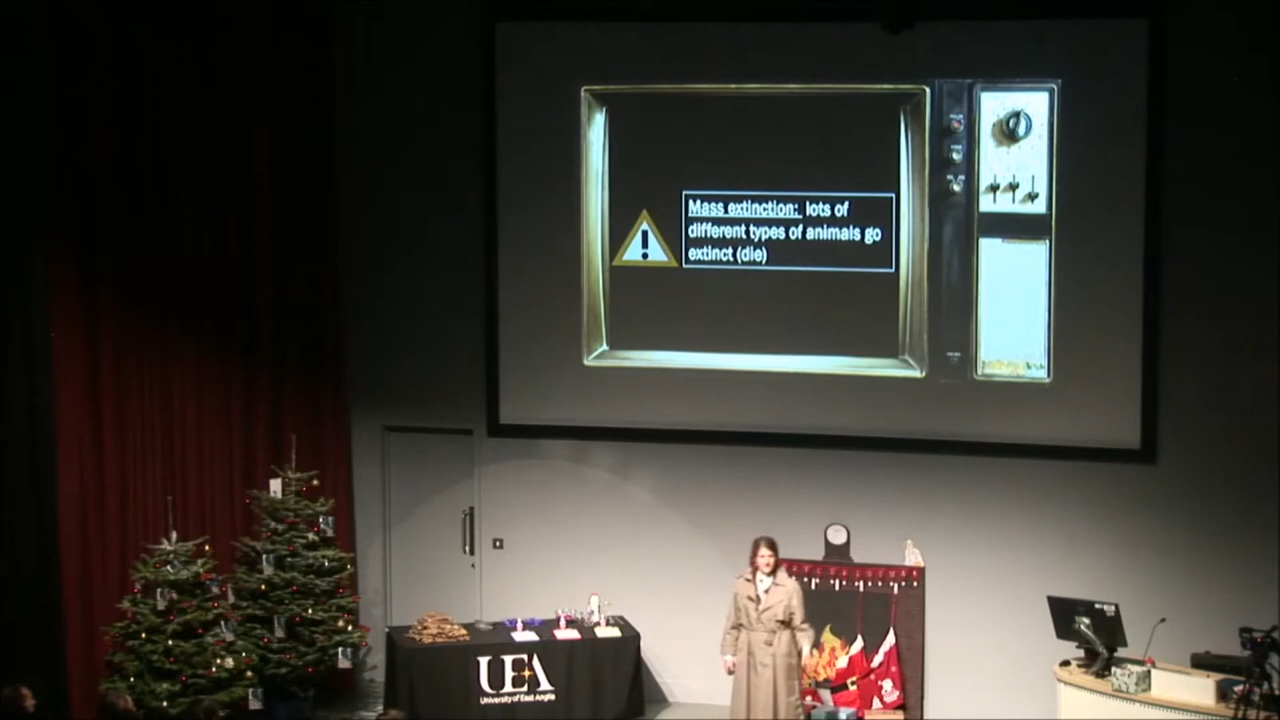 Mass extinction: lots of
different types of animals go
extinct (die)
UEA
University of East Anglia